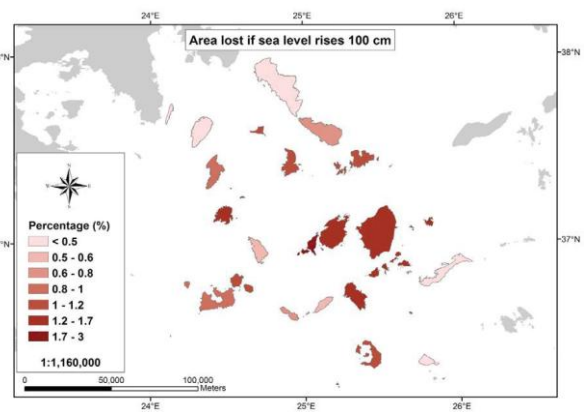 24°E 25°E 26°E
Area lost if sea level rises 100 cm
°N 38°N
N
W E
S
Percentage (%)
< 0.5
0.5 - 0.6
0.6 - 0.8
0.8 - 1
1 - 1.2
1.2 - 1.7
1.7 - 3
°N 37°N
1:1,160,000
0 50,000 100,000
Meters
24°E 25°E 26°E